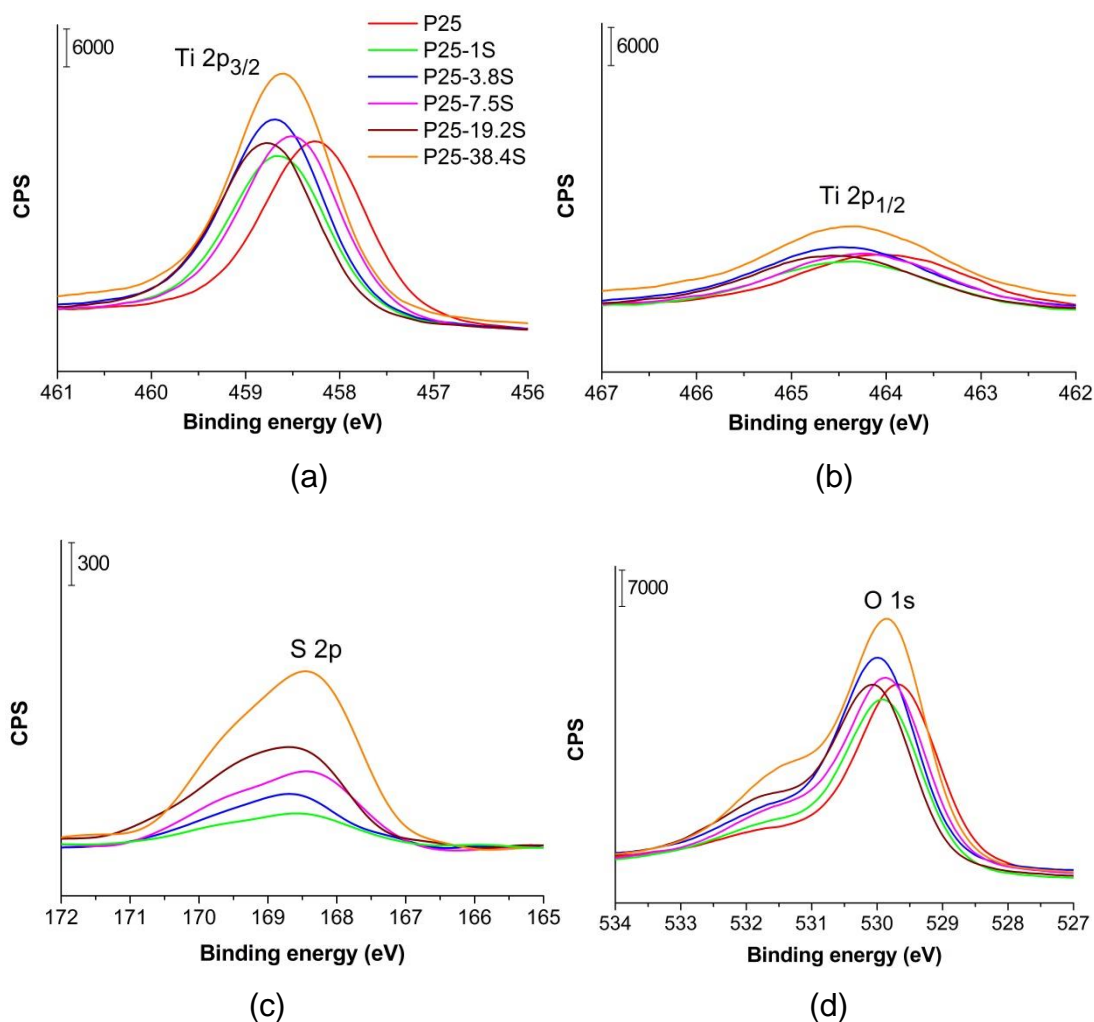 6000
Ti 2p3/2
P25
P25-1S
P25-3.8S
P25-7.5S
P25-19.2S
P25-38.4S
CPS
461 460 459 458 457 456
Binding energy (eV)
(a)
6000
Ti 2p1/2
CPS
467 466 465 464 463 462
Binding energy (eV)
(b)
300
S 2p
CPS
172 171 170 169 168 167 166 165
Binding energy (eV)
(c)
7000
O 1s
CPS
534 533 532 531 530 529 528 527
Binding energy (eV)
(d)